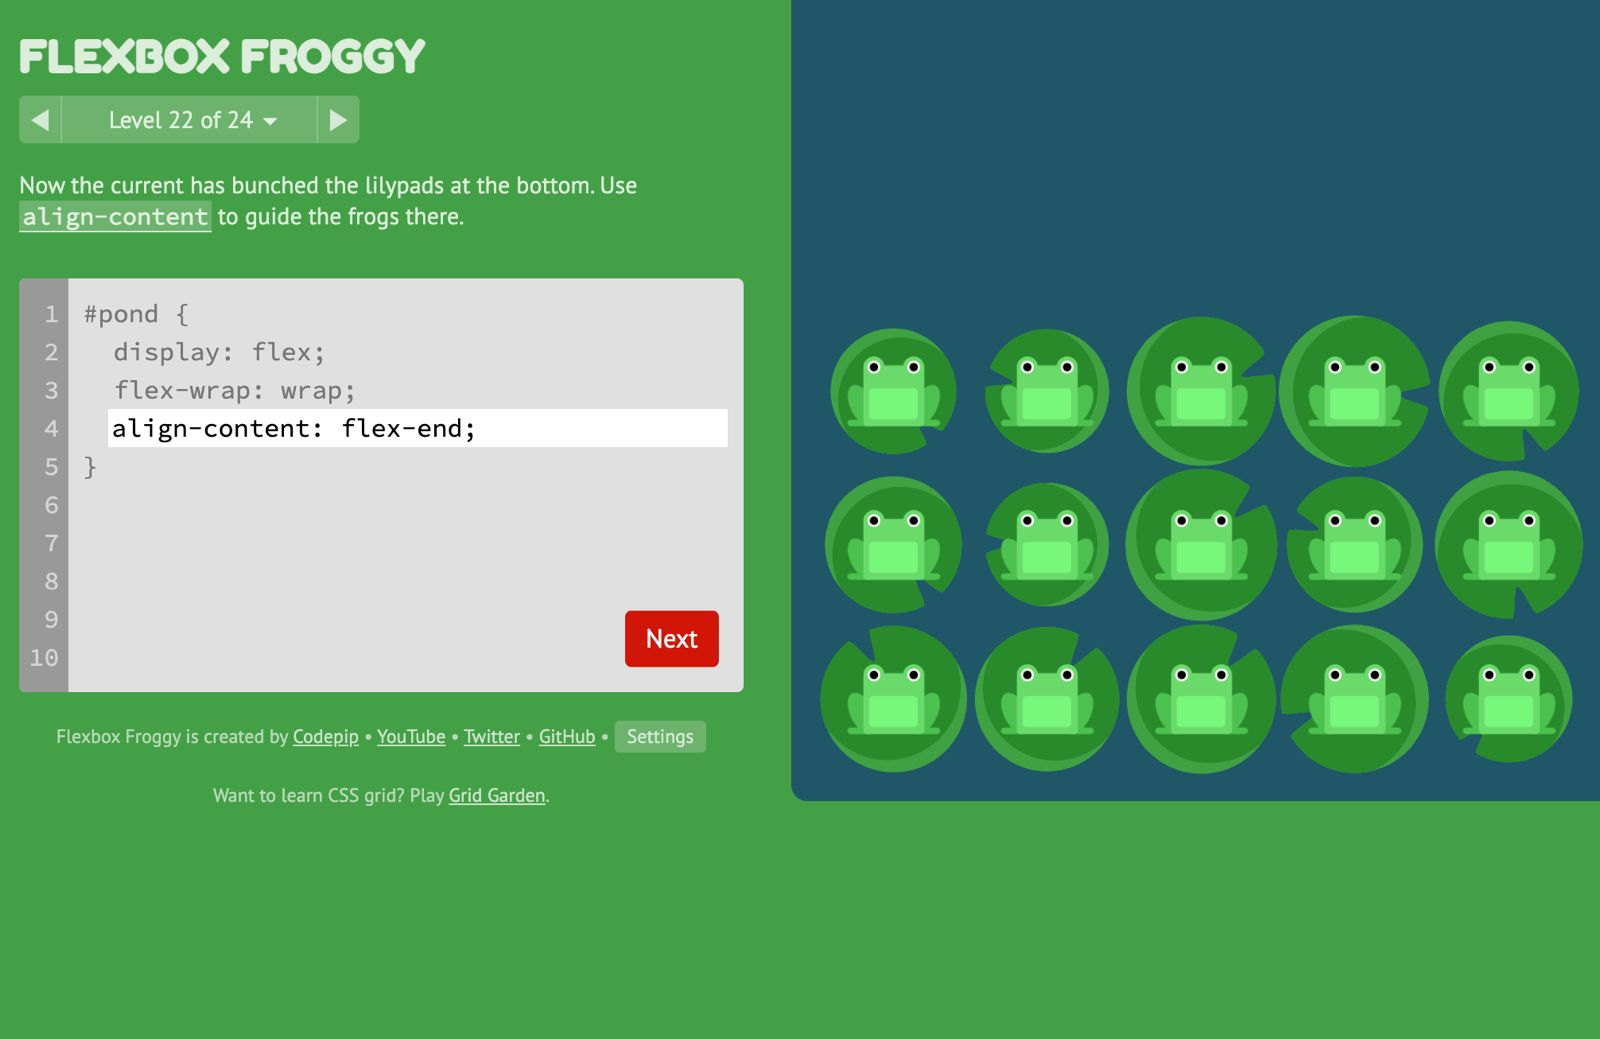 FLEXBOX FROGGY
Level 22 of 24
Now the current has bunched the lilypads at the bottom. Use
align-content to guide the frogs there.
1 #pond {
2 display: flex;
3 flex-wrap: wrap;
4 align-content: flex-end;
5 }
6
7
8
9
10
Next
Flexbox Froggy is created by Codepip • YouTube • Twitter • GitHub • Settings
Want to learn CSS grid? Play Grid Garden.